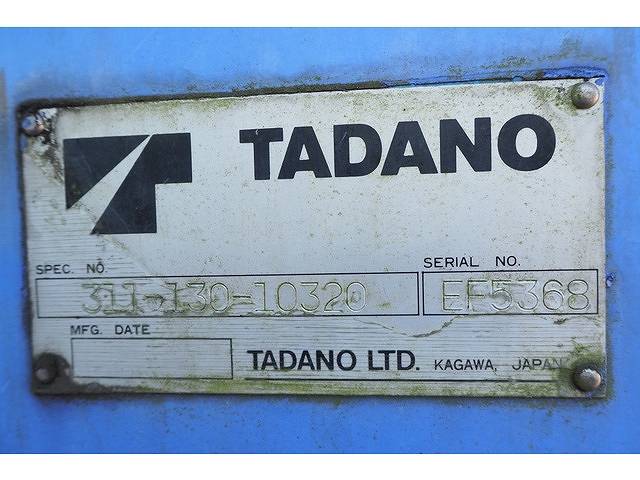 TADANO
SPEC. NO.
SERIAL NO.
311-130-10320
EF5368
MFG. DATE
TADANO LTD. KAGAWA, JAPAN